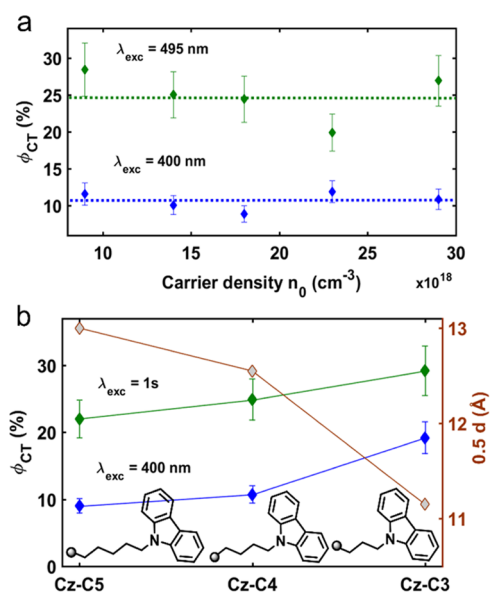 a
λexc = 495 nm
λexc = 400 nm
ϕCT (%)
30
25
20
15
10
10
15
20
25
30
Carrier density n0 (cm-3)
x10^18
b
λexc = 1s
λexc = 400 nm
ϕCT (%)
30
20
10
0
13
12
11
0.5 d (Å)
N
N
N
Cz-C5
Cz-C4
Cz-C3